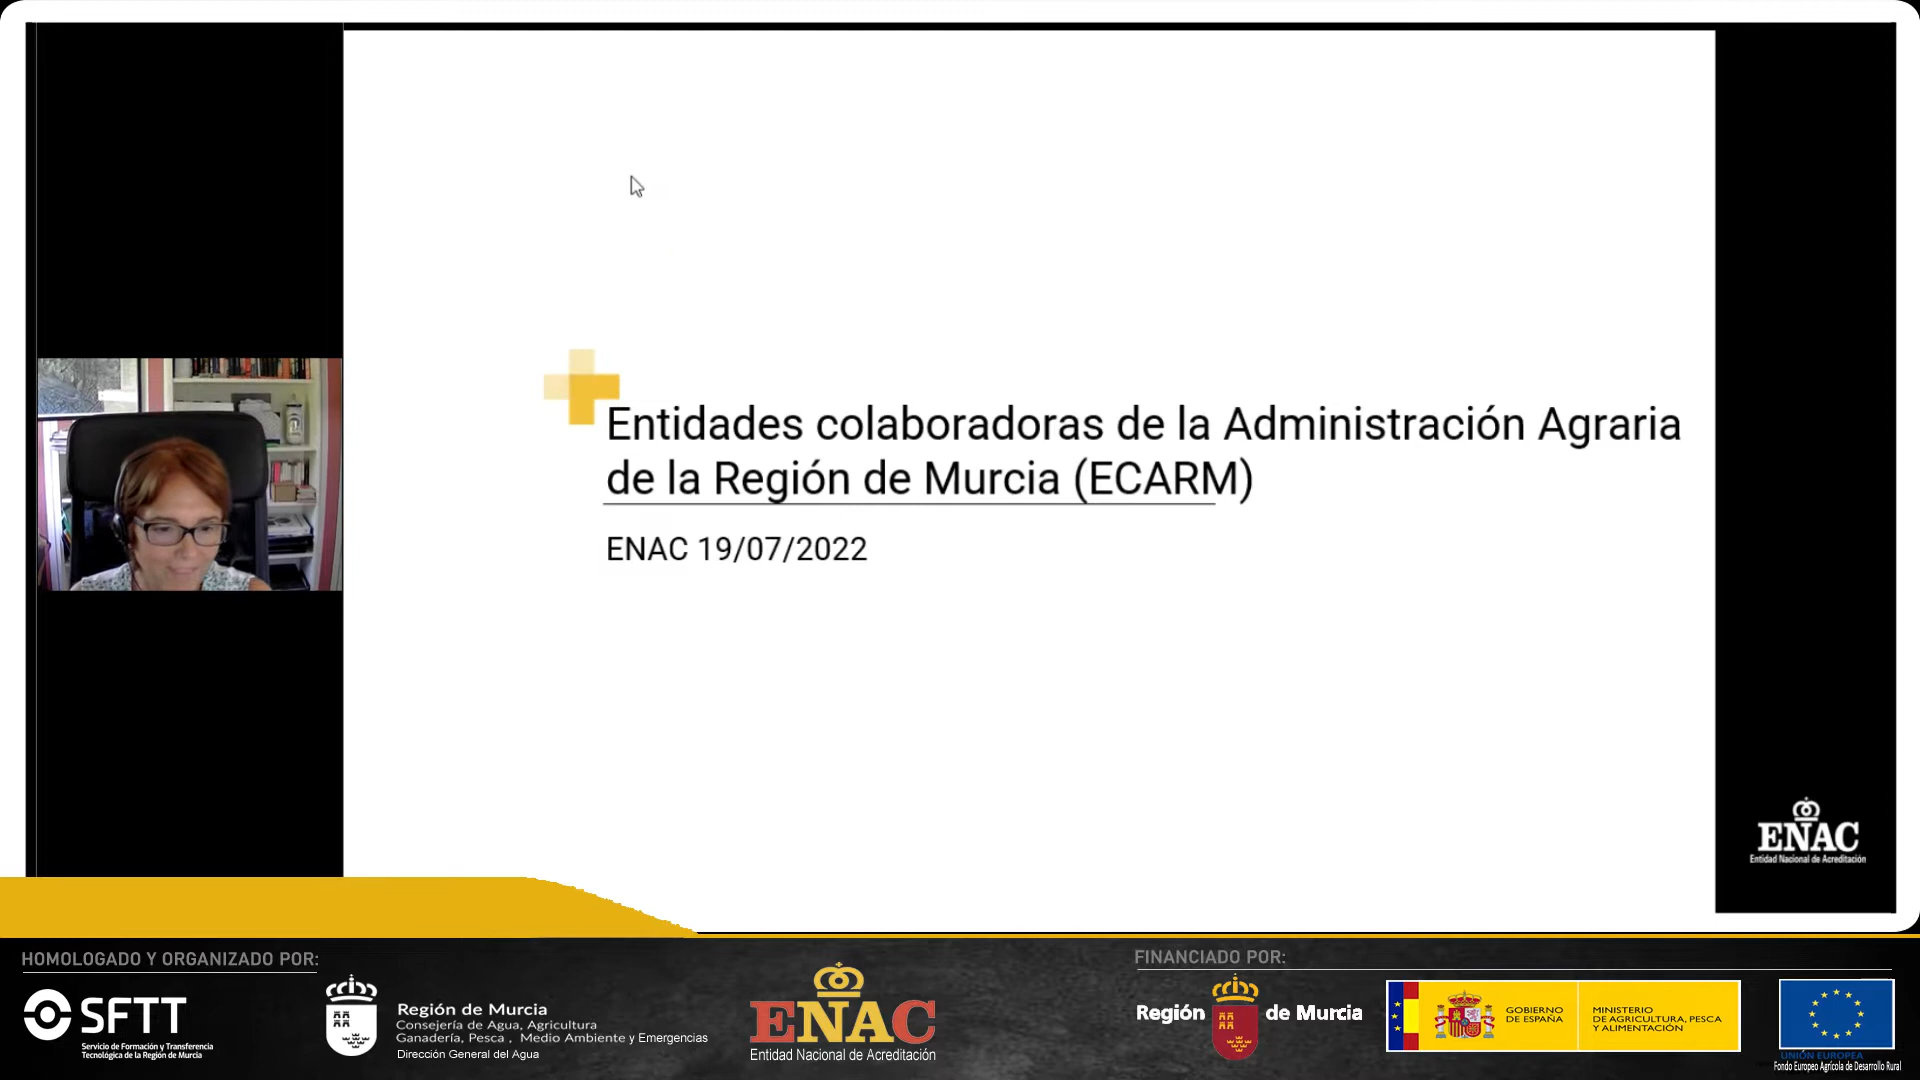 Entidades colaboradoras de la Administración Agraria
de la Región de Murcia (ECARM)
ENAC 19/07/2022
ENAC
Entidad Nacional de Acreditación
HOMOLOGADO Y ORGANIZADO POR:
SFTT
Servicio de Formación y Transferencia
Tecnológica de la Región de Murcia
Región de Murcia
Consejería de Agua, Agricultura
Ganadería, Pesca , Medio Ambiente y Emergencias
Dirección General del Agua
ENAC
Entidad Nacional de Acreditación
FINANCIADO POR:
Región de Murcia
GOBIERNO
DE ESPAÑA
MINISTERIO
DE AGRICULTURA, PESCA
Y ALIMENTACIÓN
UNIÓN EUROPEA
Fondo Europeo Agrícola de Desarrollo Rural